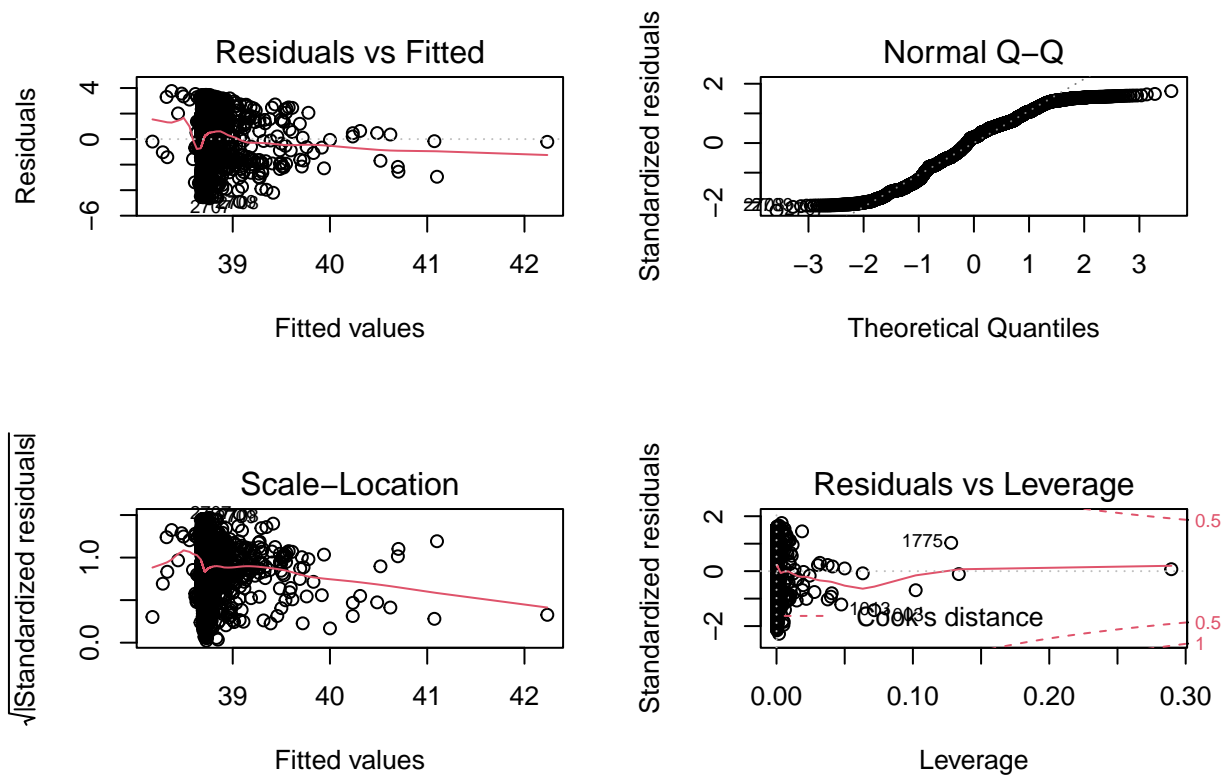 Residuals vs Fitted
Residuals
4
0
−6
39
40
41
42
Fitted values
Normal Q−Q
Standardized residuals
2
0
−2
−3
−2
−1
0
1
2
3
Theoretical Quantiles
Scale−Location
√|Standardized residuals|
1.0
0.0
39
40
41
42
Fitted values
Residuals vs Leverage
Standardized residuals
2
0
−2
1775
Cook's distance
0.5
0.5
1
0.00
0.10
0.20
0.30
Leverage